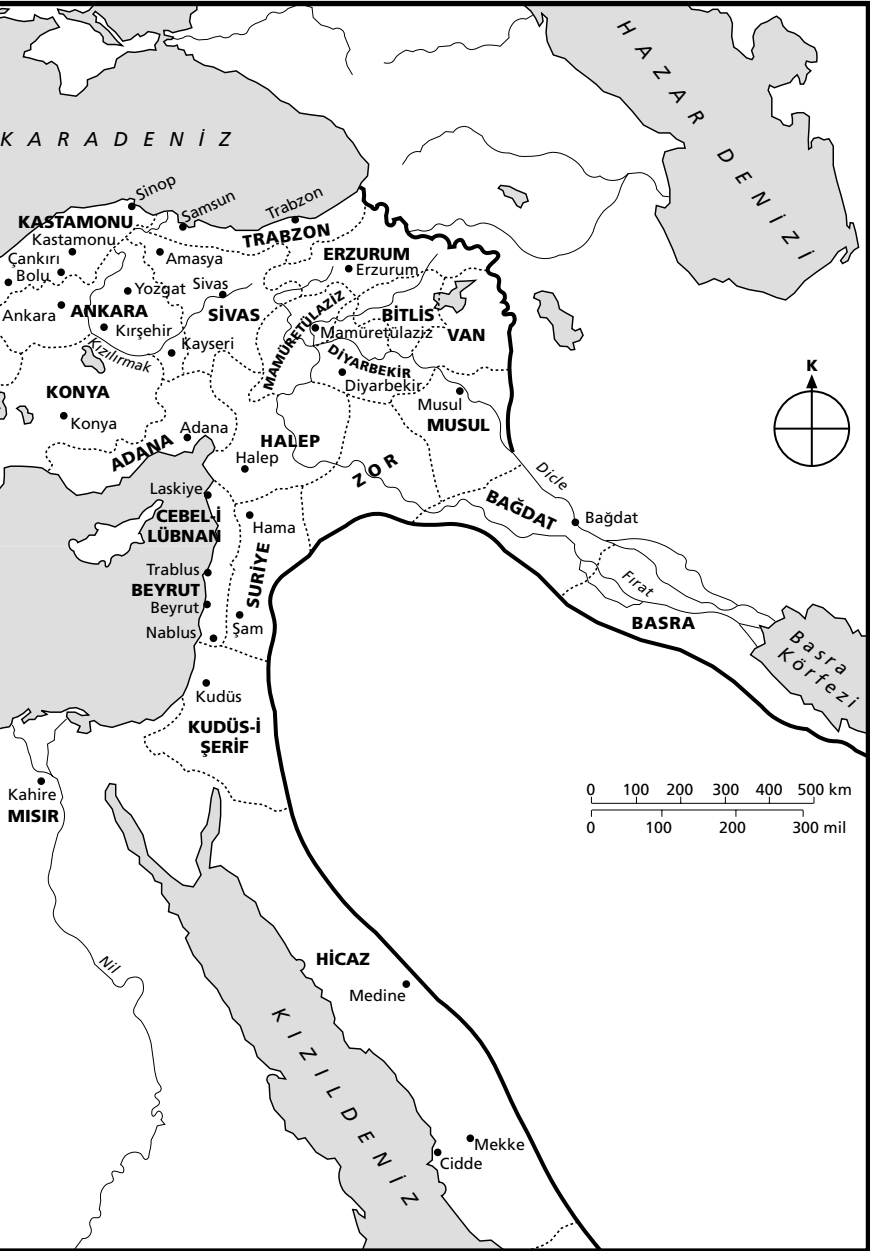 HAZAR DENİZİ
KARADENİZ
Sinop
Samsun
Trabzon
KASTAMONU
Kastamonu
TRABZON
Çankırı
Amasya
ERZURUM
Erzurum
Bolu
Yozgat
Sivas
Ankara
ANKARA
SİVAS
MAMÜRETÜLAZİZ
BİTLİS
Kırşehir
Mamüretülaziz
VAN
Kızılırmak
Kayseri
DİYARBEKİR
Diyarbekir
K
KONYA
Konya
Musul
MUSUL
Adana
ADANA
HALEP
Halep
ZOR
Dicle
Laskiye
BAĞDAT
Bağdat
CEBEL-İ
LÜBNAN
Hama
Trablus
SURİYE
Fırat
BEYRUT
Beyrut
Şam
Nablus
BASRA
Basra
Körfezi
Kudüs
KUDÜS-İ
ŞERİF
Kahire
MISIR
0 100 200 300 400 500 km
0 100 200 300 mil
Nil
HİCAZ
Medine
KIZILDENİZ
Mekke
Cidde